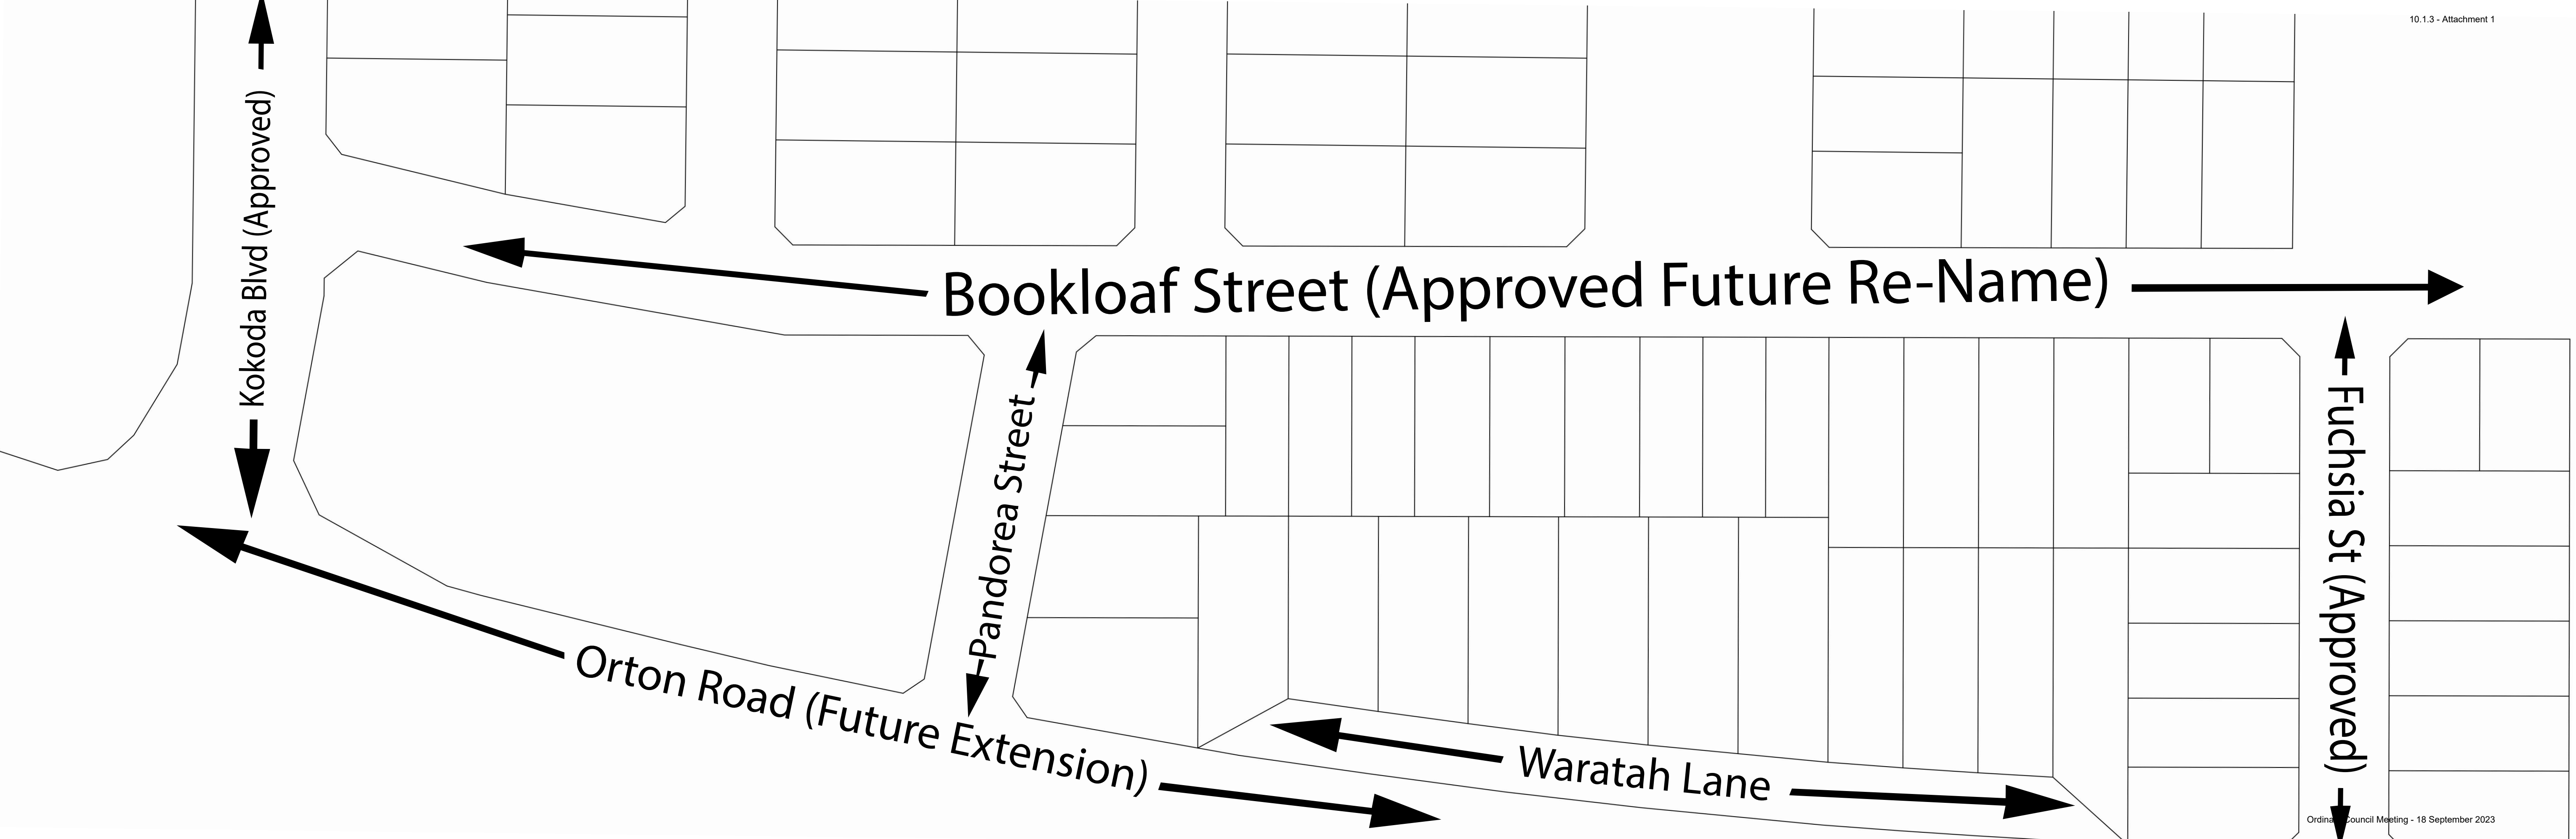 10.1.3 - Attachment 1
Kokoda Blvd (Approved)
Bookloaf Street (Approved Future Re-Name)
Pandorea Street
Fuchsia St (Approved)
Orton Road (Future Extension)
Waratah Lane
Ordinary Council Meeting - 18 September 2023